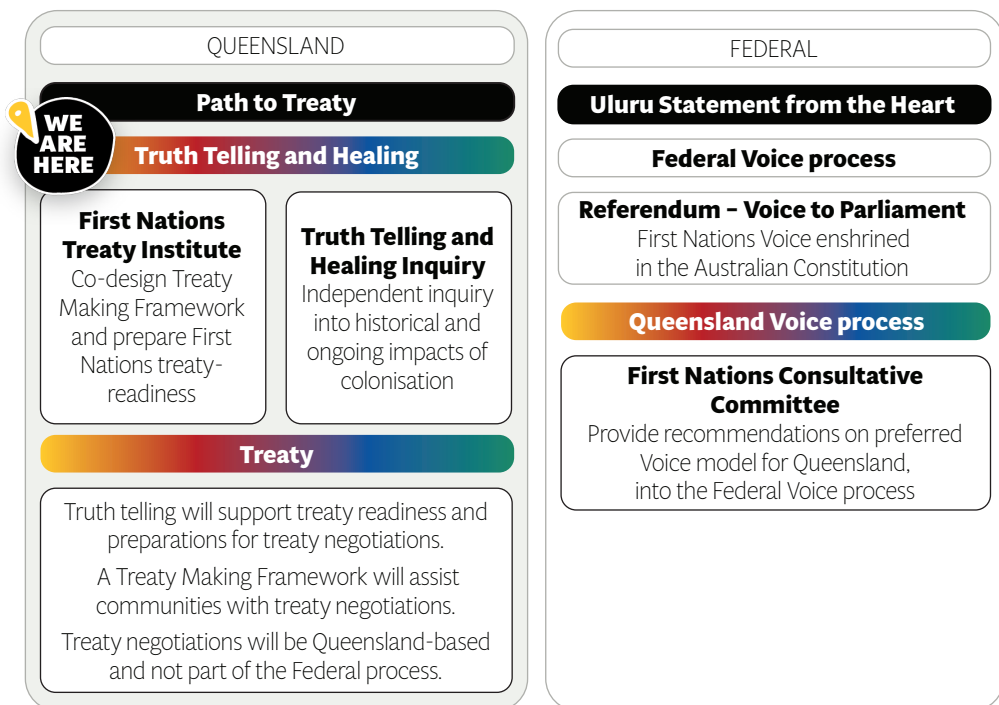 QUEENSLAND
Path to Treaty
WE
ARE
HERE
Truth Telling and Healing
First Nations
Treaty Institute
Co-design Treaty
Making Framework
and prepare First
Nations treaty-
readiness
Truth Telling and
Healing Inquiry
Independent inquiry
into historical and
ongoing impacts of
colonisation
Treaty
Truth telling will support treaty readiness and
preparations for treaty negotiations.
A Treaty Making Framework will assist
communities with treaty negotiations.
Treaty negotiations will be Queensland-based
and not part of the Federal process.
FEDERAL
Uluru Statement from the Heart
Federal Voice process
Referendum – Voice to Parliament
First Nations Voice enshrined
in the Australian Constitution
Queensland Voice process
First Nations Consultative
Committee
Provide recommendations on preferred
Voice model for Queensland,
into the Federal Voice process